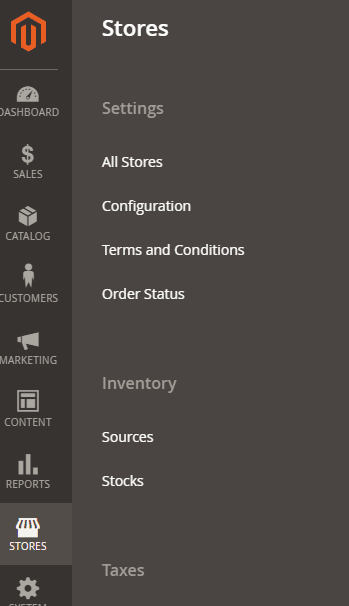 Stores
Settings
All Stores
Configuration
Terms and Conditions
Order Status
Inventory
Sources
Stocks
Taxes
DASHBOARD
SALES
CATALOG
CUSTOMERS
MARKETING
CONTENT
REPORTS
STORES